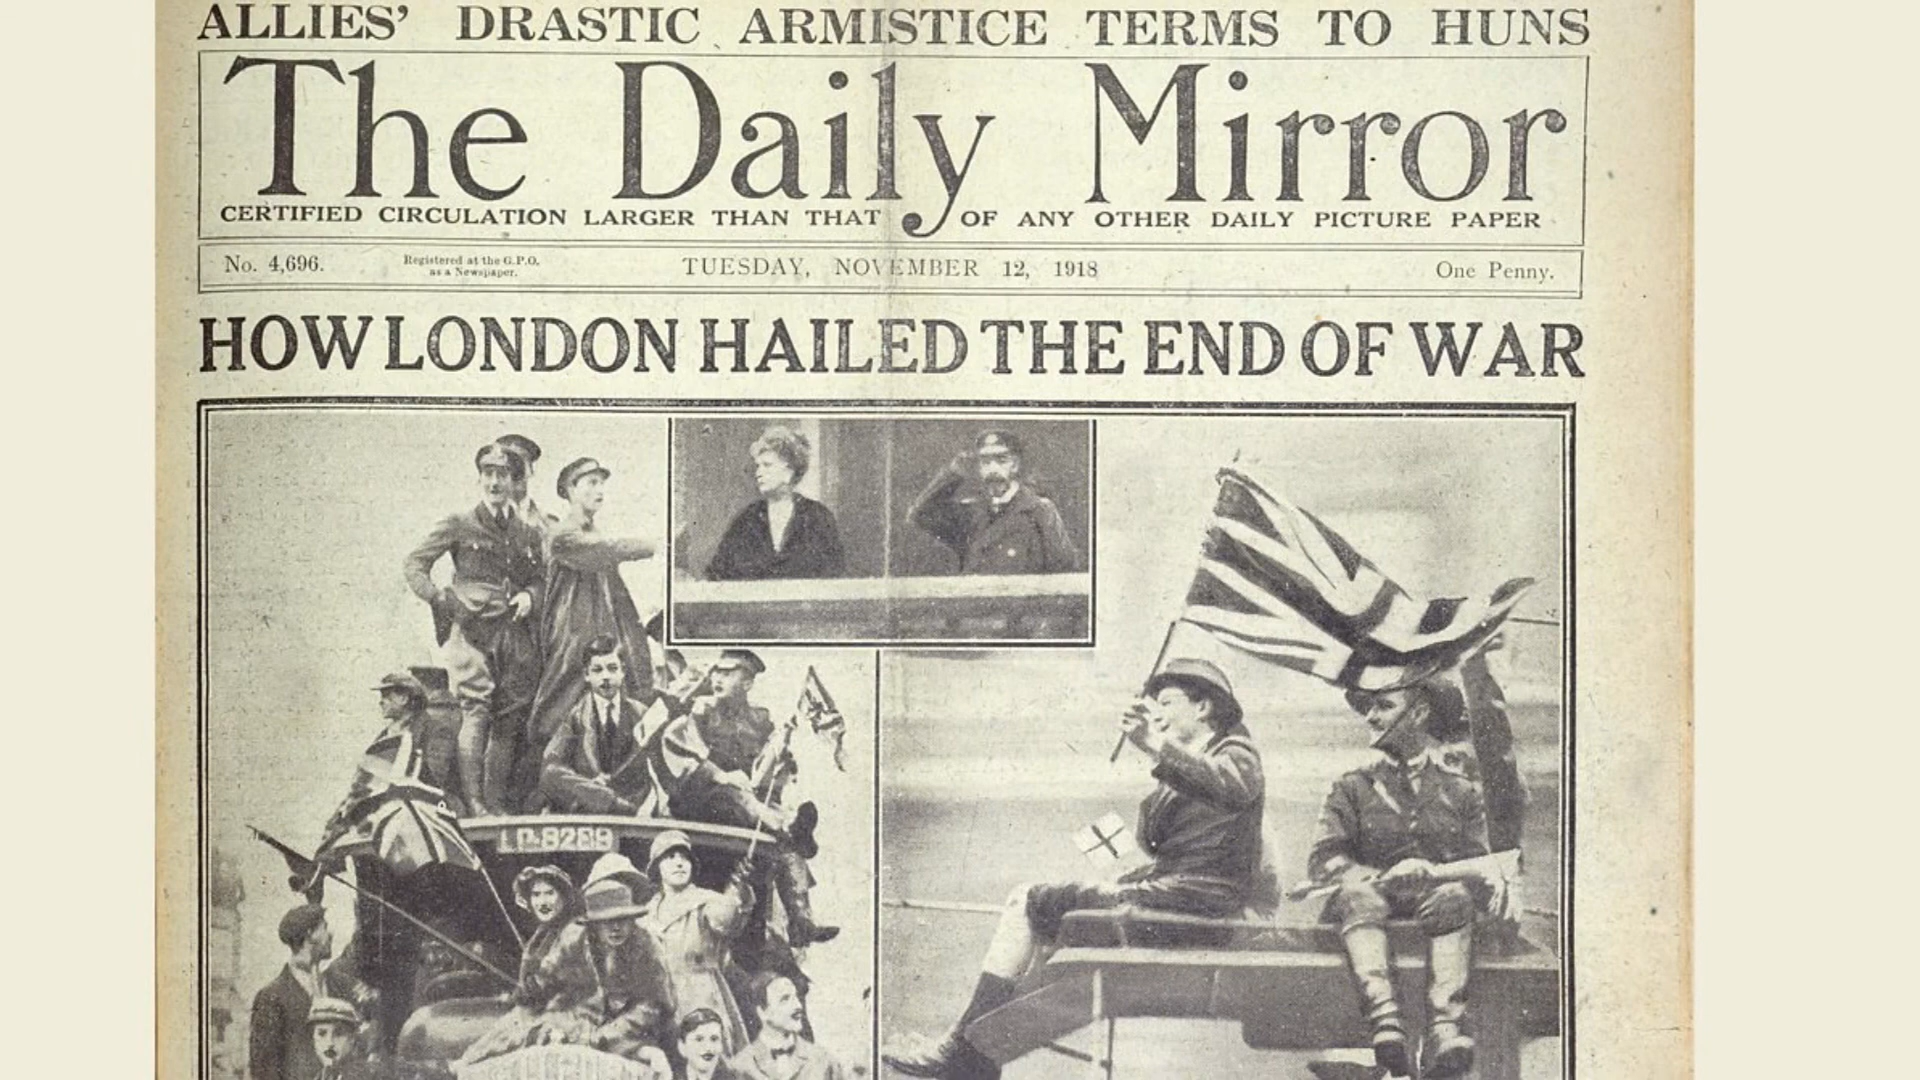 ALLIES' DRASTIC ARMISTICE TERMS TO HUNS
The Daily Mirror
CERTIFIED CIRCULATION LARGER THAN THAT OF ANY OTHER DAILY PICTURE PAPER
No. 4,696.
Registered at the G.P.O.
as a Newspaper.
TUESDAY, NOVEMBER 12, 1918
One Penny.
HOW LONDON HAILED THE END OF WAR